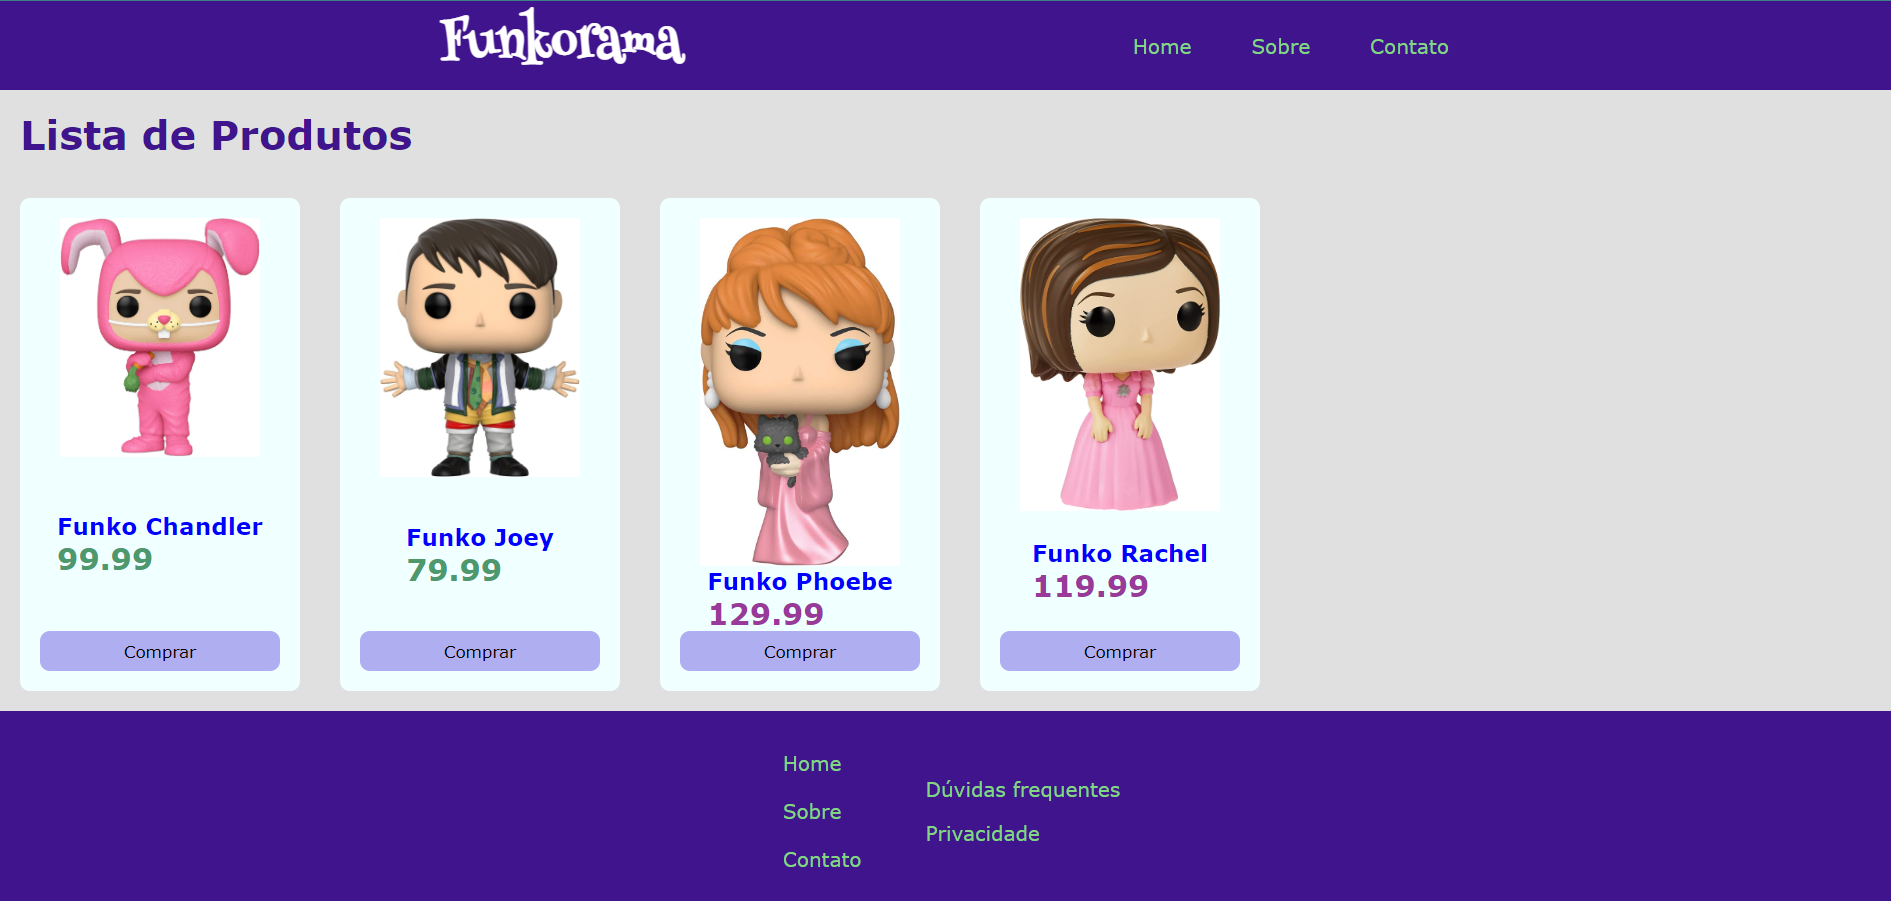 Funkorama
Home Sobre Contato
Lista de Produtos
Funko Chandler
99.99
Comprar
Funko Joey
79.99
Comprar
Funko Phoebe
129.99
Comprar
Funko Rachel
119.99
Comprar
Home
Sobre
Contato
Dúvidas frequentes
Privacidade